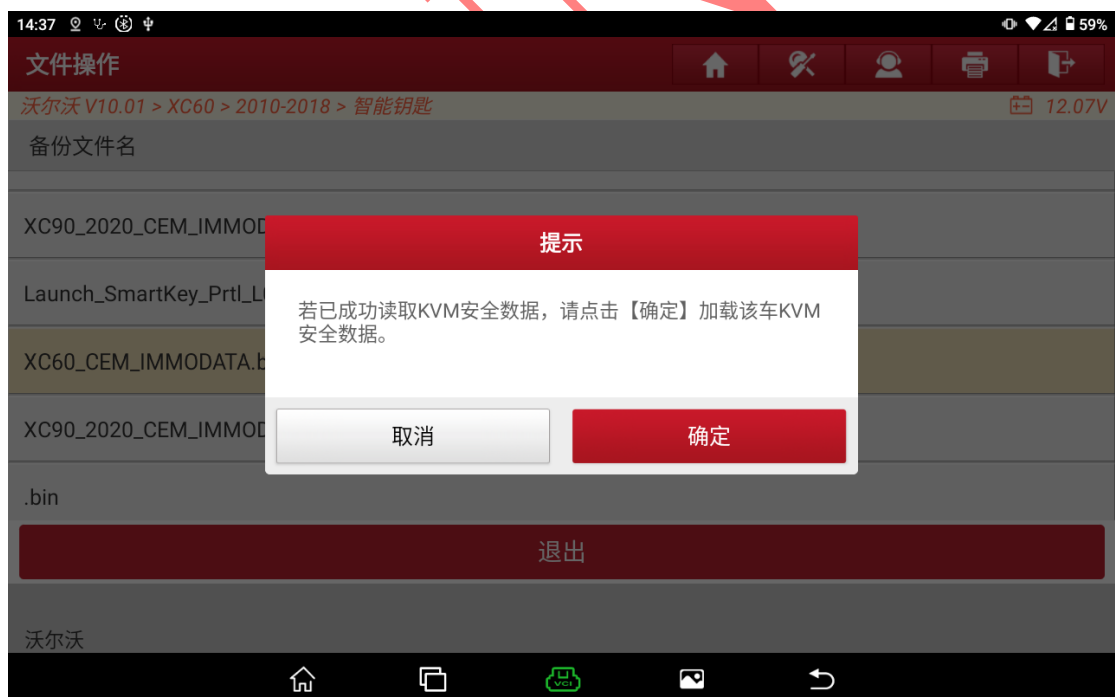 14:37
59%
文件操作
沃尔沃 V10.01 > XC60 > 2010-2018 > 智能钥匙
12.07V
备份文件名
XC90_2020_CEM_IMMOD
Launch_SmartKey_Prtl_L
XC60_CEM_IMMODATA.b
XC90_2020_CEM_IMMOD
.bin
提示
若已成功读取KVM安全数据，请点击【确定】加载该车KVM
安全数据。
取消
确定
退出
沃尔沃
VCI